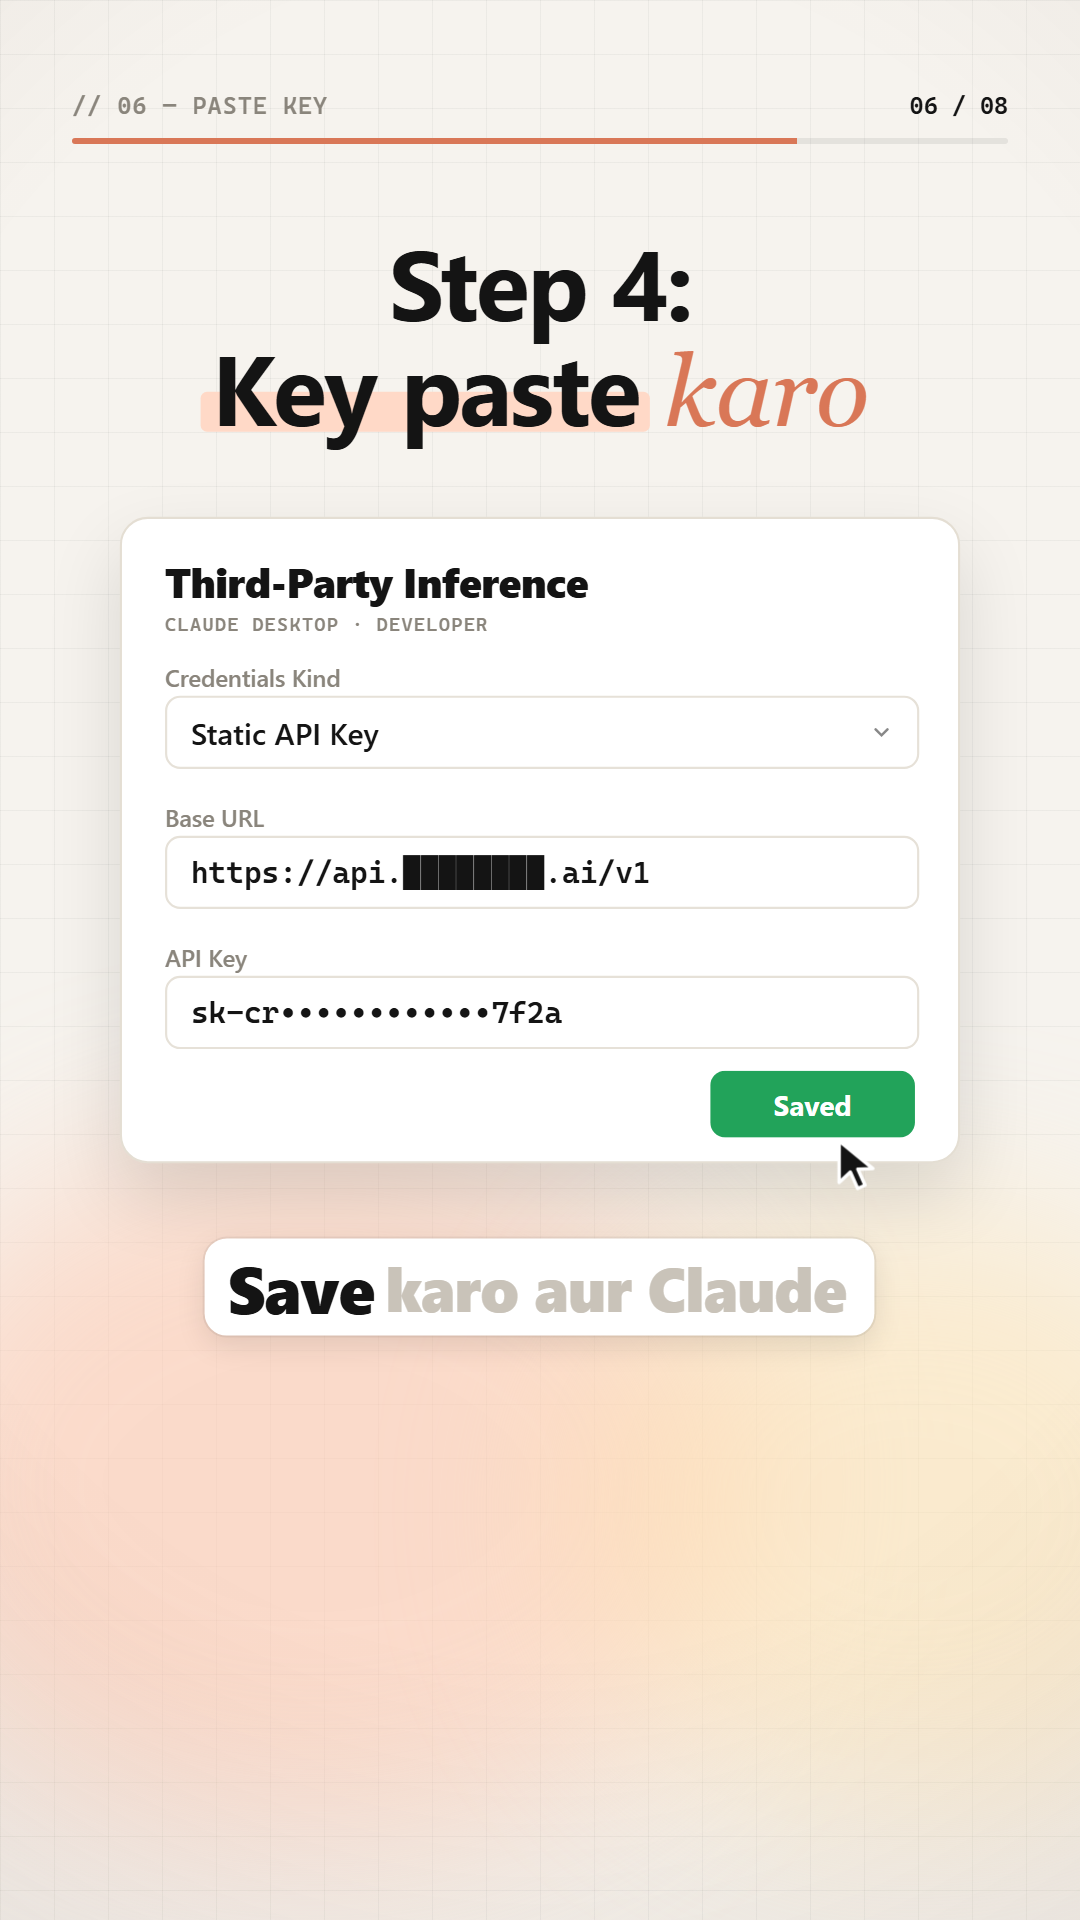 // 06 — PASTE KEY
06 / 08
Step 4:
Key paste karo
Third-Party Inference
CLAUDE DESKTOP · DEVELOPER
Credentials Kind
Static API Key
Base URL
https://api.████████.ai/v1
API Key
sk-cr••••••••••••7f2a
Saved
Save karo aur Claude